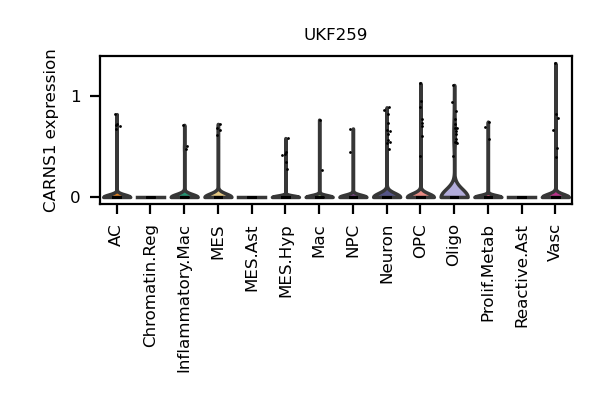 UKF259
CARNS1 expression
1
0
AC
Chromatin.Reg
Inflammatory.Mac
MES
MES.Ast
MES.Hyp
Mac
NPC
Neuron
OPC
Oligo
Prolif.Metab
Reactive.Ast
Vasc